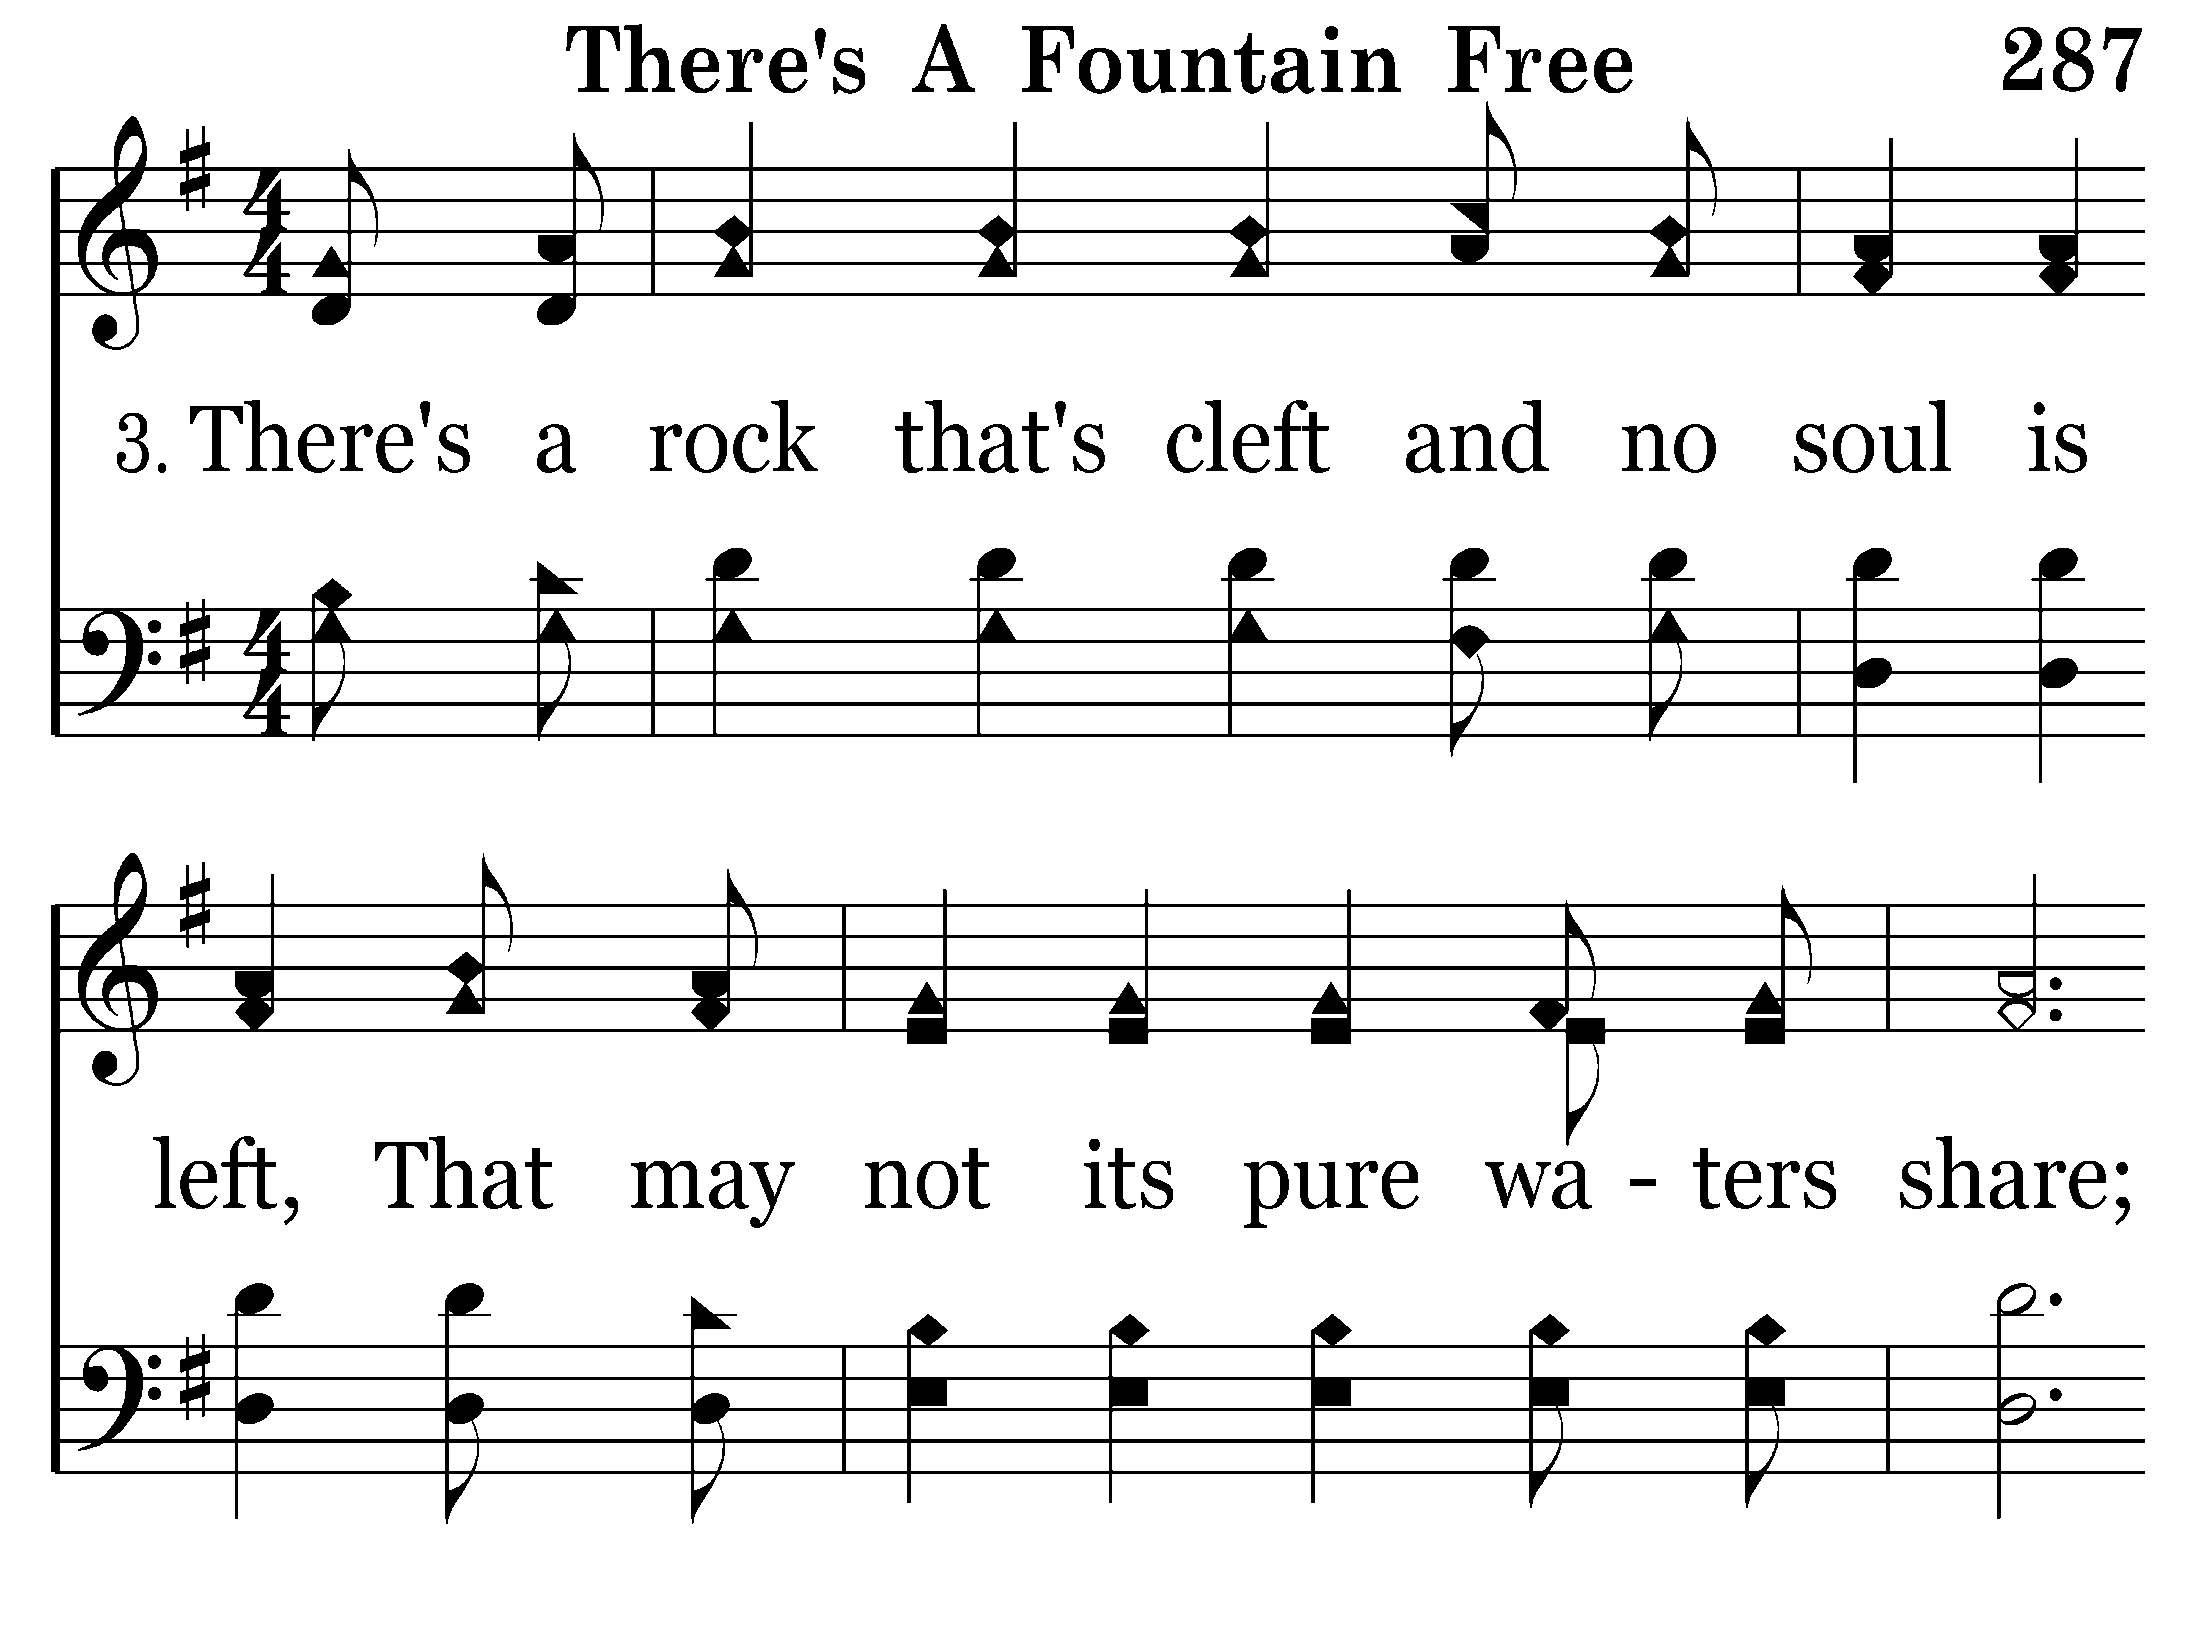 There's A Fountain Free 287
3. There's a rock that's cleft and no soul is
left, That may not its pure wa - ters share;